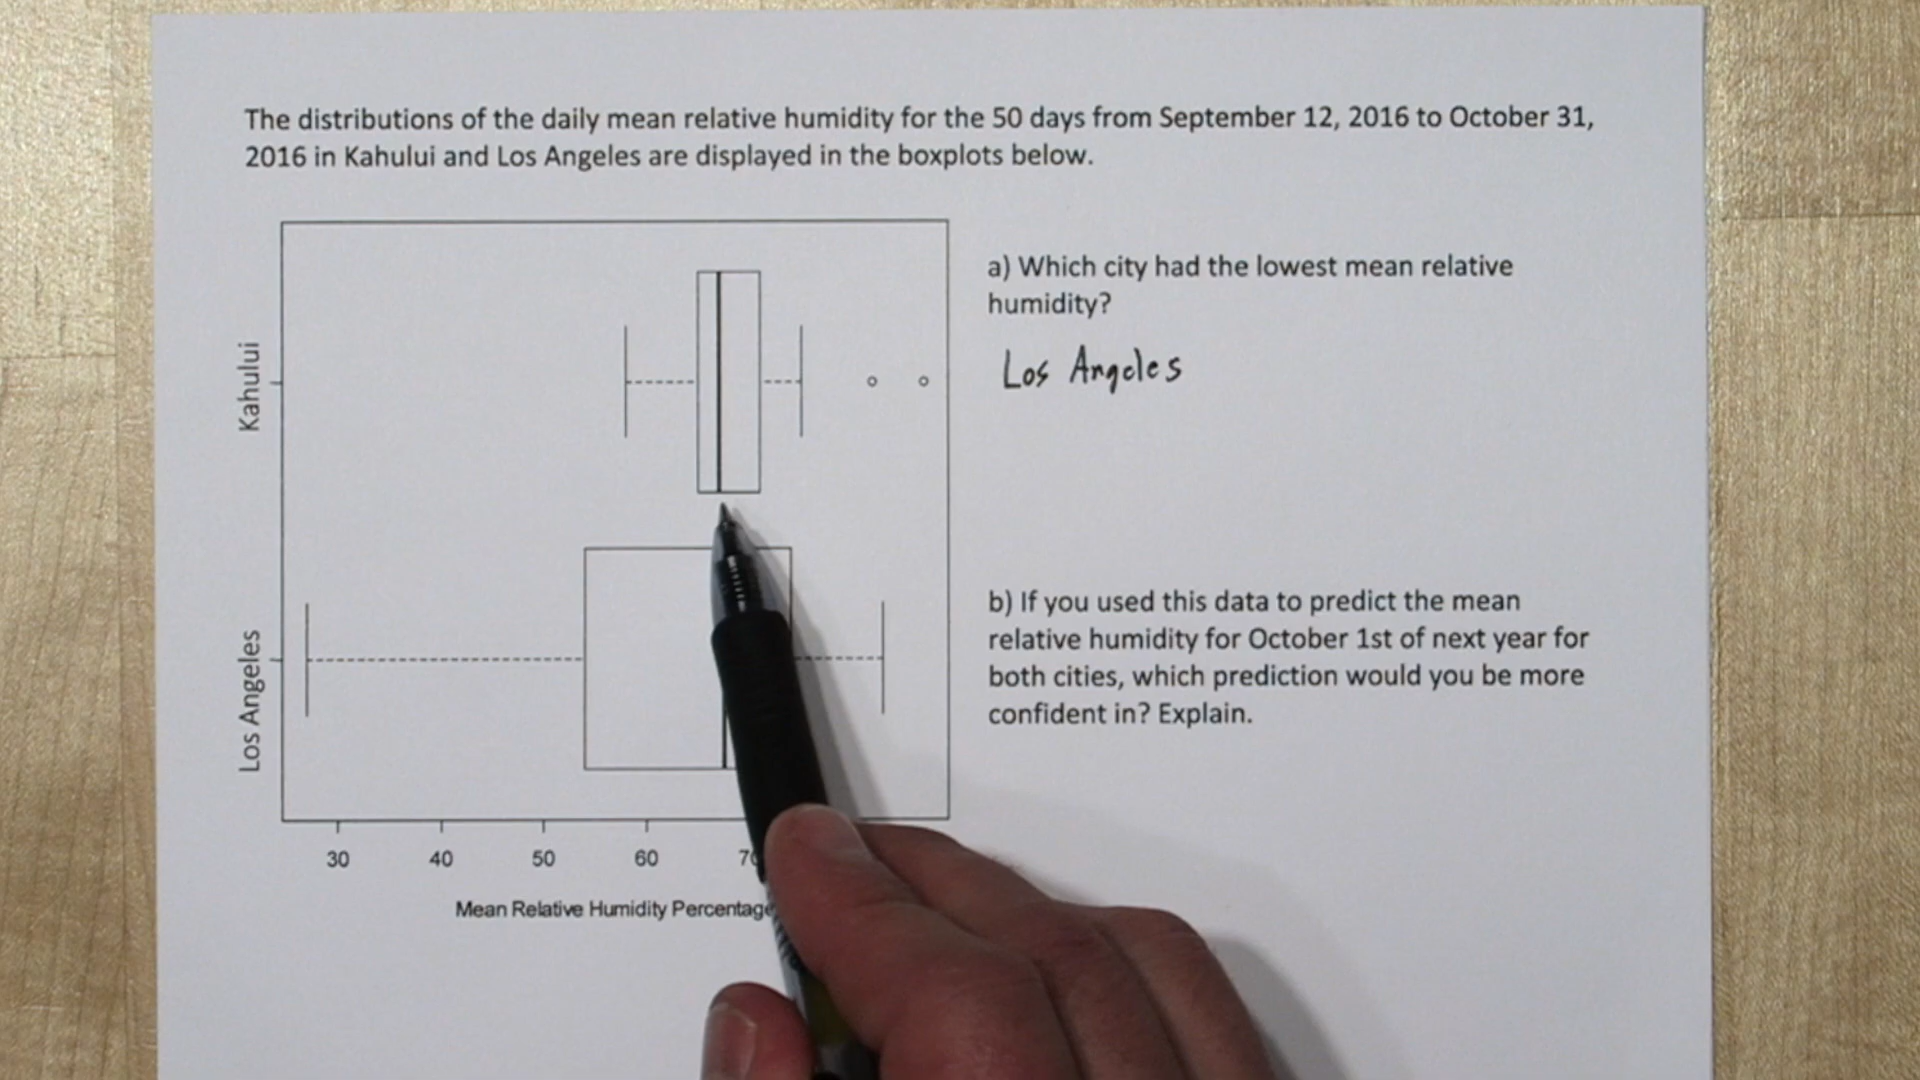 The distributions of the daily mean relative humidity for the 50 days from September 12, 2016 to October 31,
2016 in Kahului and Los Angeles are displayed in the boxplots below.
Kahului
Los Angeles
30 40 50 60
Mean Relative Humidity Percentage
a) Which city had the lowest mean relative
humidity?
Los Angeles
b) If you used this data to predict the mean
relative humidity for October 1st of next year for
both cities, which prediction would you be more
confident in? Explain.